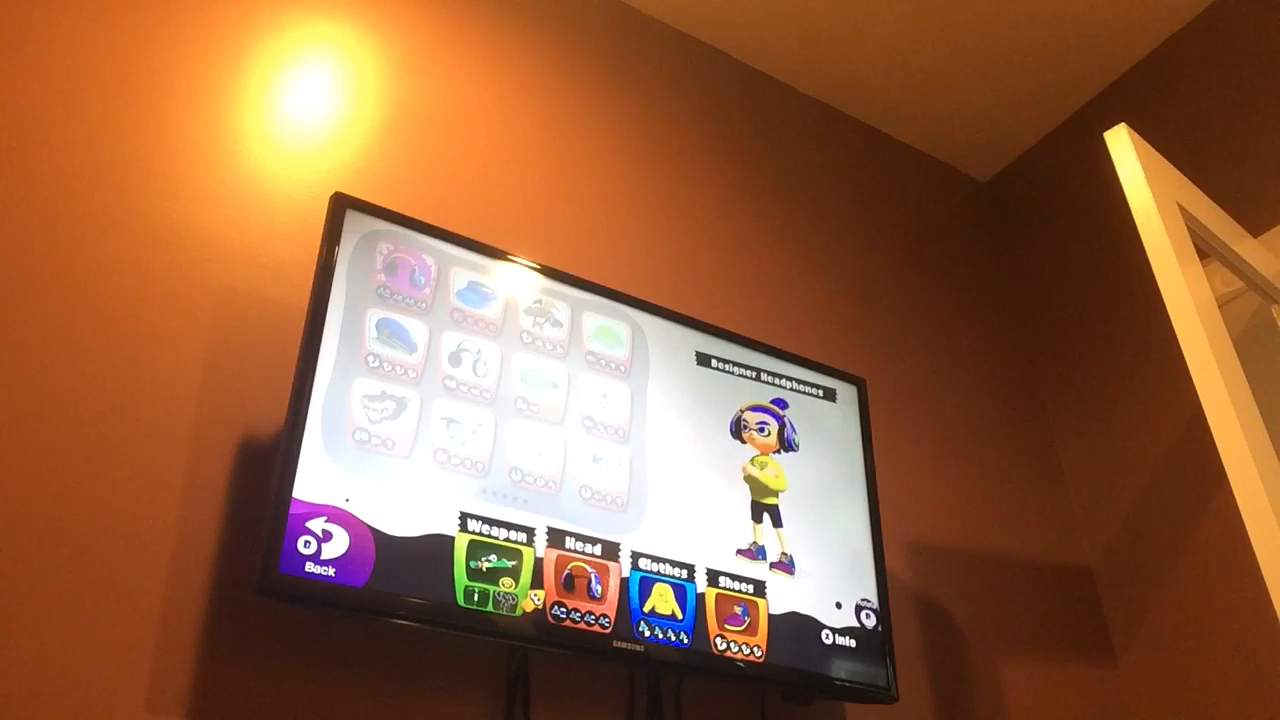 Designer Headphones
Weapon
Head
Clothes
Shoes
B
Back
R
X Info
SAMSUNG